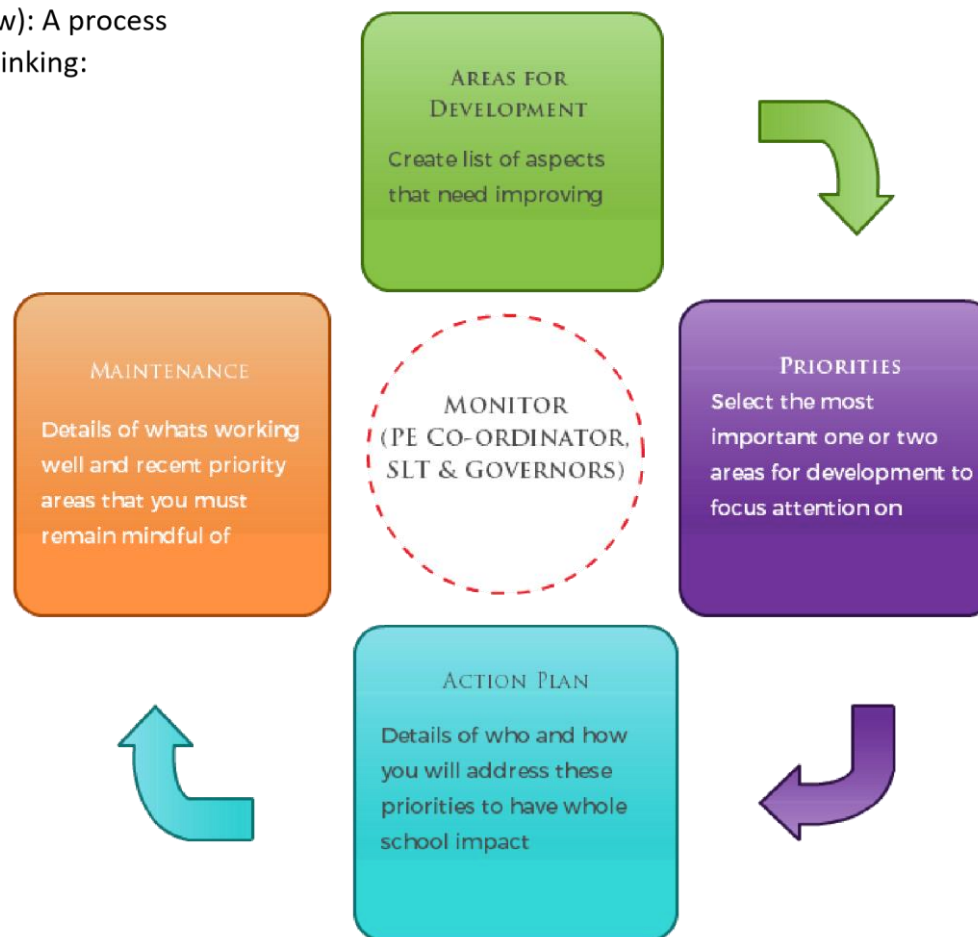 w): A process
inking:
AREAS FOR
DEVELOPMENT
Create list of aspects
that need improving
PRIORITIES
Select the most
important one or two
areas for development to
focus attention on
ACTION PLAN
Details of who and how
you will address these
priorities to have whole
school impact
MAINTENANCE
Details of whats working
well and recent priority
areas that you must
remain mindful of
MONITOR
(PE CO-ORDINATOR,
SLT & GOVERNORS)